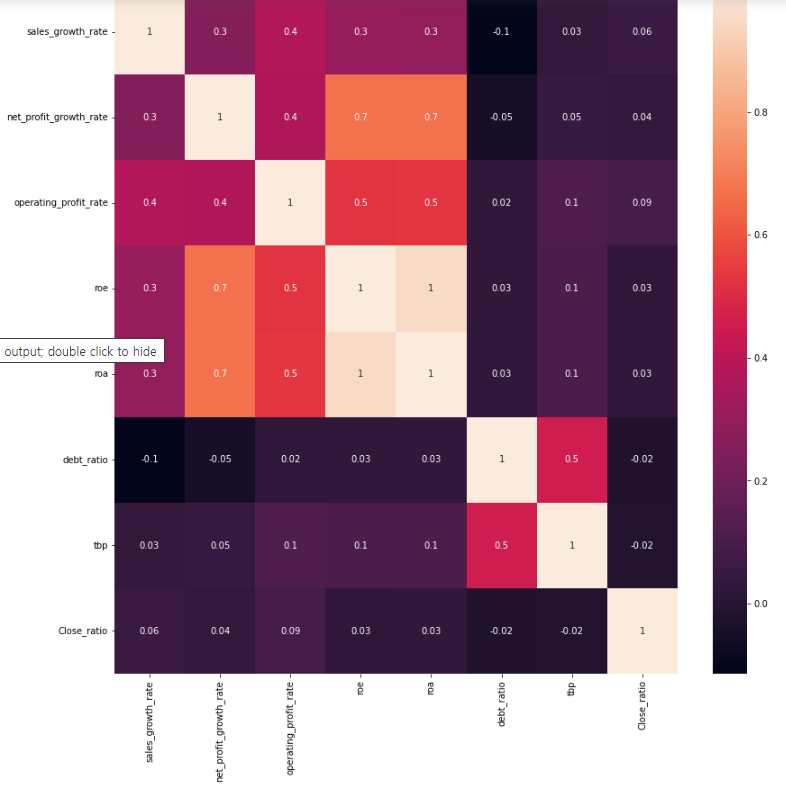 sales_growth_rate 1 0.3 0.4 0.3 0.3 -0.1 0.03 0.06
net_profit_growth_rate 0.3 1 0.4 0.7 0.7 -0.05 0.05 0.04 0.8
operating_profit_rate 0.4 0.4 1 0.5 0.5 0.02 0.1 0.09
0.6
roe 0.3 0.7 0.5 1 1 0.03 0.1 0.03
output; double click to hide
0.4
roa 0.3 0.7 0.5 1 1 0.03 0.1 0.03
debt_ratio -0.1 -0.05 0.02 0.03 0.03 1 0.5 -0.02
0.2
tbp 0.03 0.05 0.1 0.1 0.1 0.5 1 -0.02
0.0
Close_ratio 0.06 0.04 0.09 0.03 0.03 -0.02 -0.02 1
sales_growth_rate
net_profit_growth_rate
operating_profit_rate
roe
roa
debt_ratio
tbp
Close_ratio